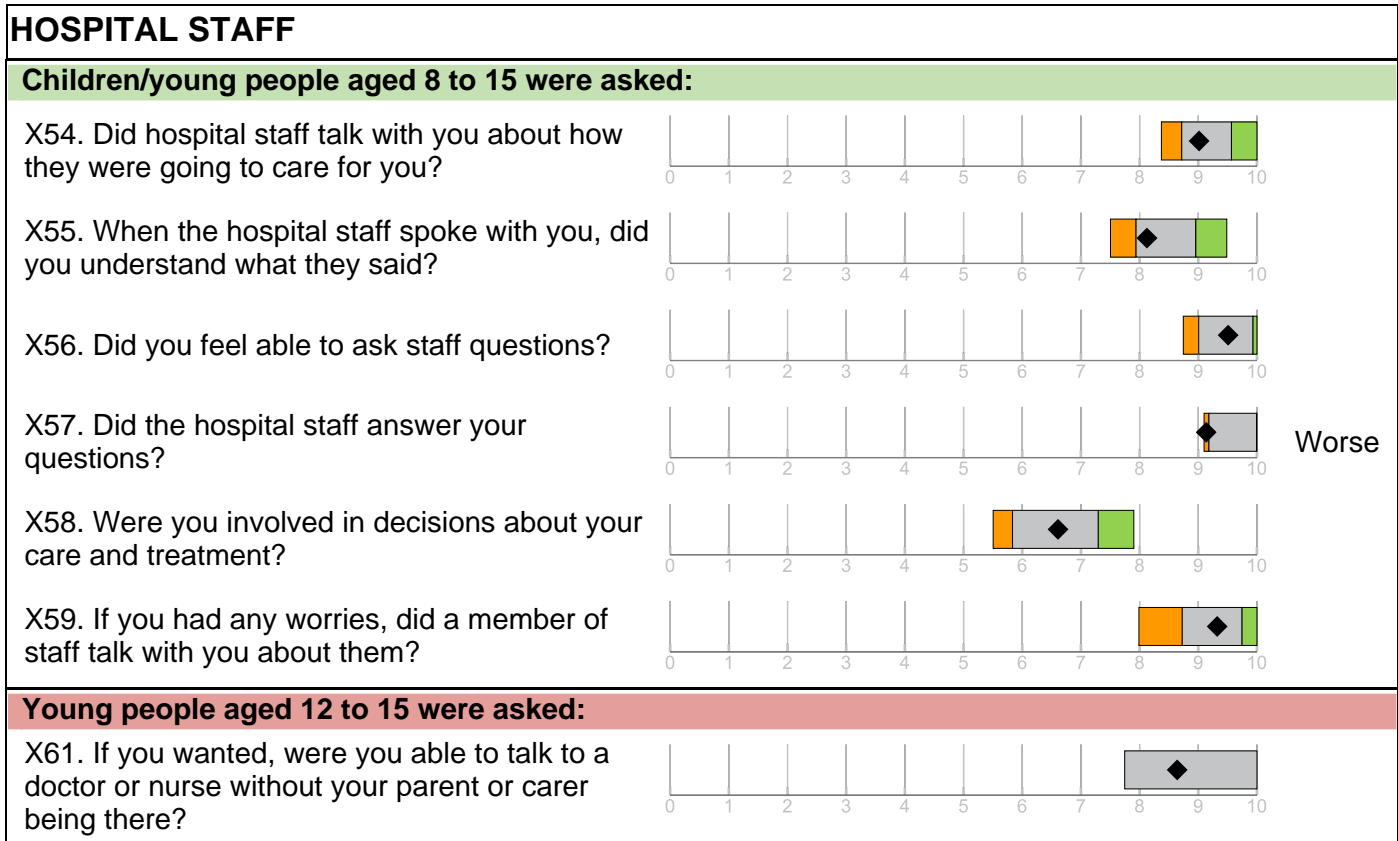 HOSPITAL STAFF
Children/young people aged 8 to 15 were asked:
X54. Did hospital staff talk with you about how
they were going to care for you?
0 1 2 3 4 5 6 7 8 9 10
X55. When the hospital staff spoke with you, did
you understand what they said?
0 1 2 3 4 5 6 7 8 9 10
X56. Did you feel able to ask staff questions?
0 1 2 3 4 5 6 7 8 9 10
X57. Did the hospital staff answer your
questions?
0 1 2 3 4 5 6 7 8 9 10
Worse
X58. Were you involved in decisions about your
care and treatment?
0 1 2 3 4 5 6 7 8 9 10
X59. If you had any worries, did a member of
staff talk with you about them?
0 1 2 3 4 5 6 7 8 9 10
Young people aged 12 to 15 were asked:
X61. If you wanted, were you able to talk to a
doctor or nurse without your parent or carer
being there?
0 1 2 3 4 5 6 7 8 9 10